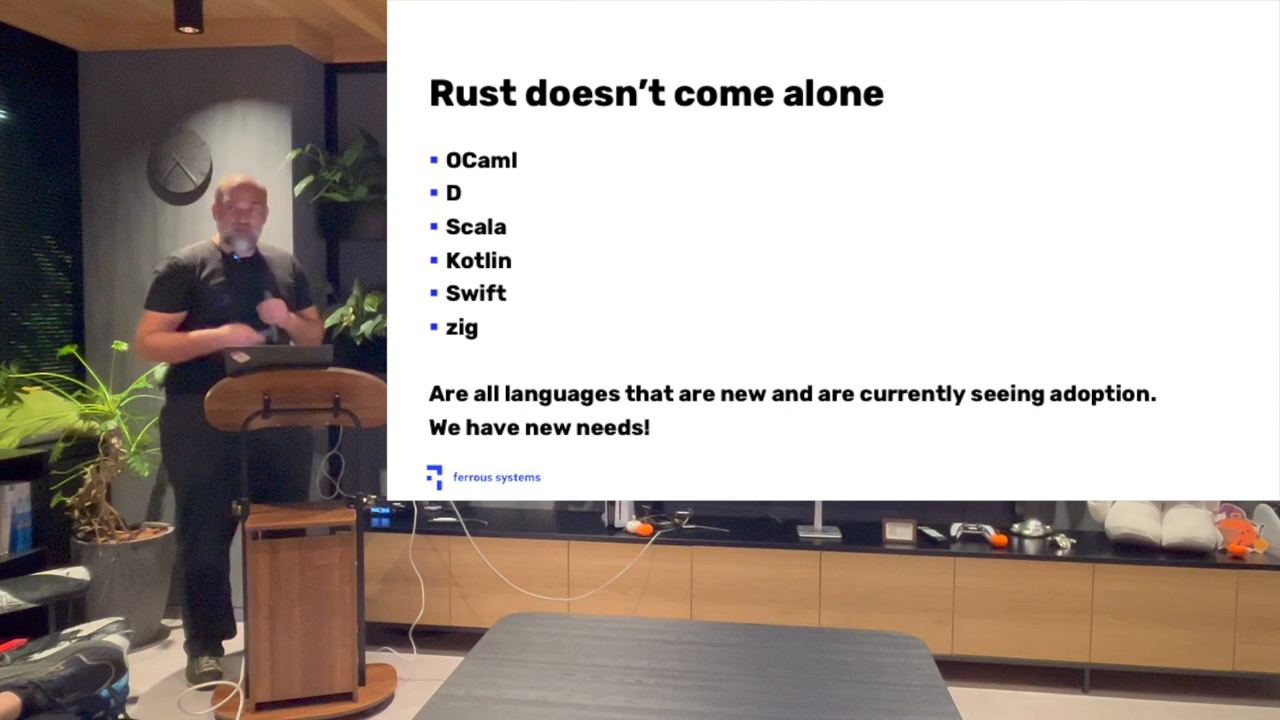 Rust doesn’t come alone
OCaml
D
Scala
Kotlin
Swift
zig
Are all languages that are new and are currently seeing adoption.
We have new needs!
ferrous systems